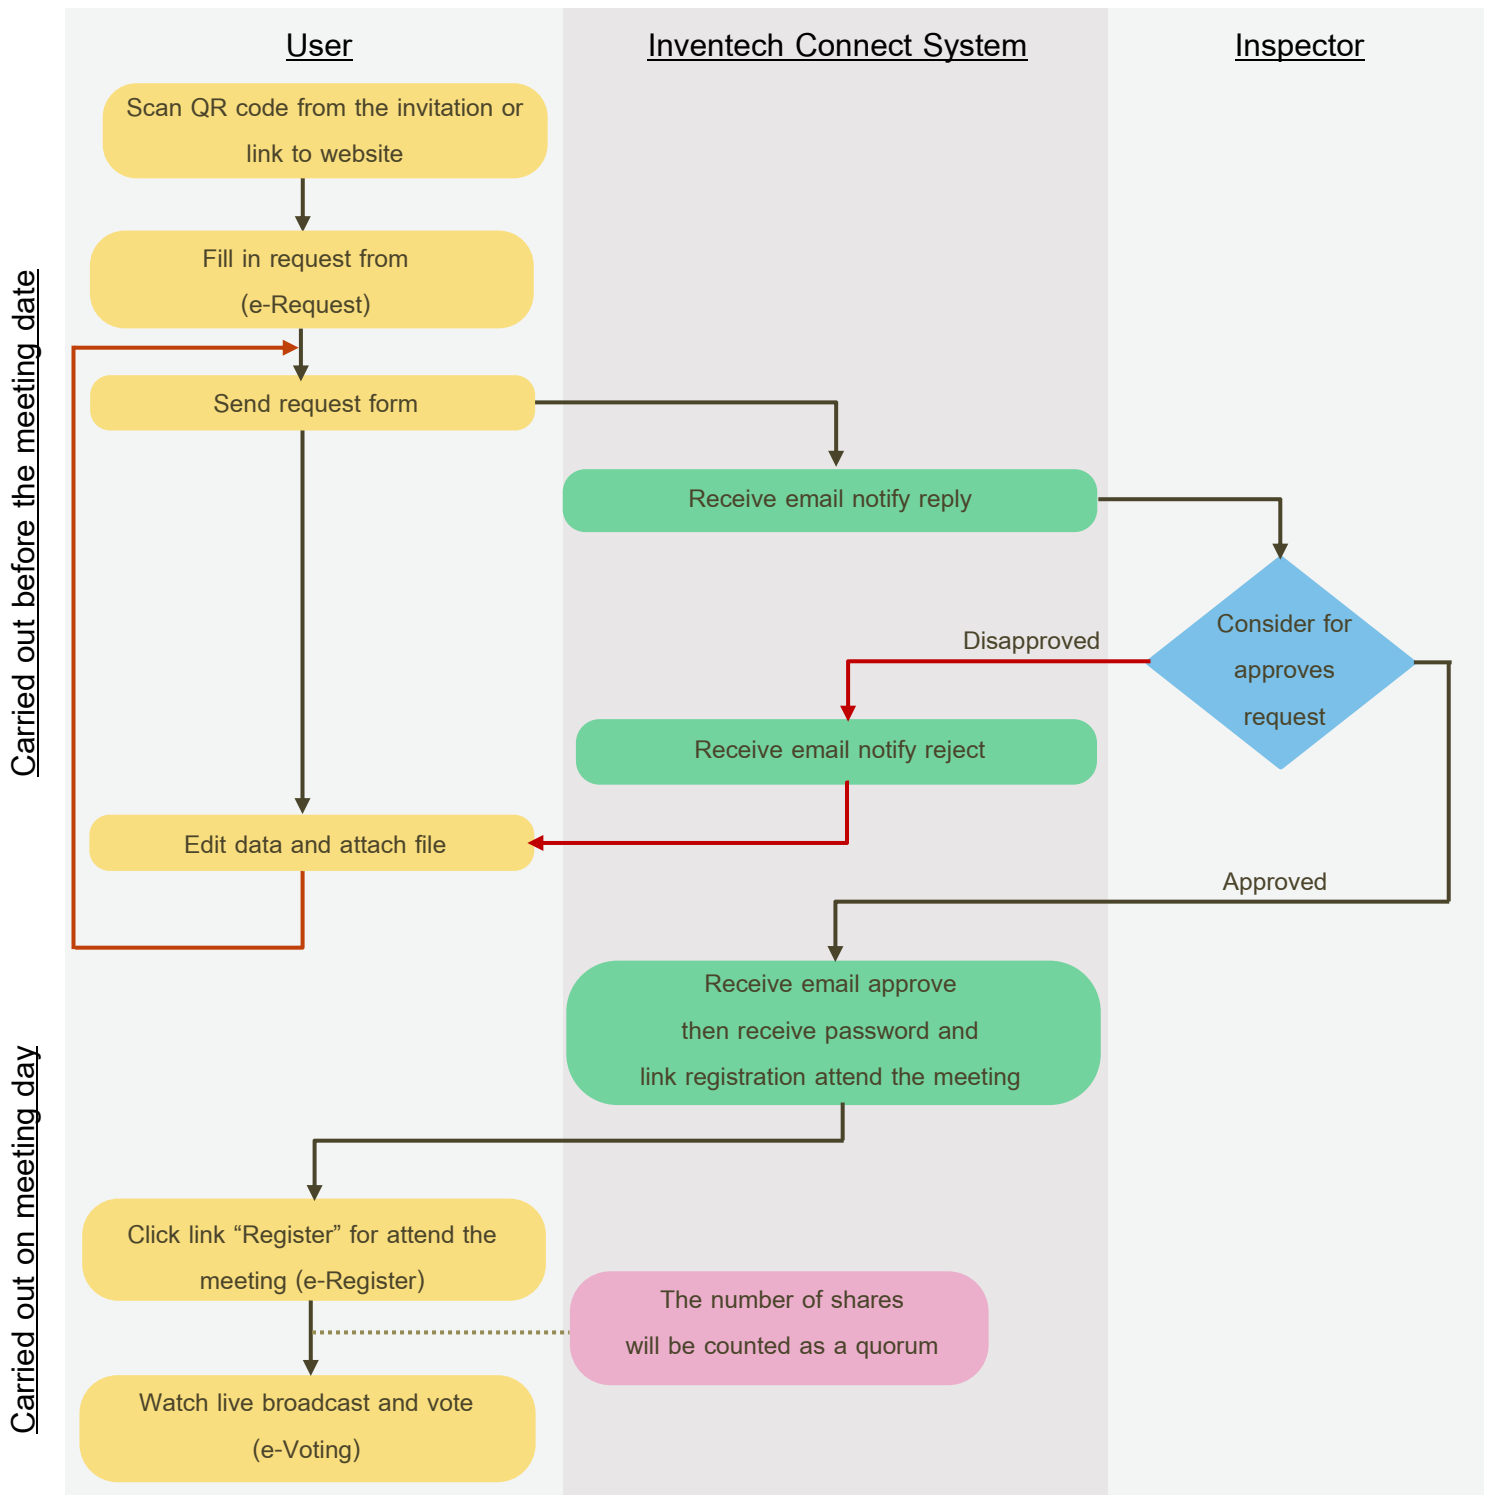 User
Inventech Connect System
Inspector
Carried out before the meeting date
Scan QR code from the invitation or
link to website
Fill in request from
(e-Request)
Send request form
Receive email notify reply
Consider for
approves
request
Disapproved
Receive email notify reject
Edit data and attach file
Approved
Receive email approve
then receive password and
link registration attend the meeting
Carried out on meeting day
Click link “Register” for attend the
meeting (e-Register)
The number of shares
will be counted as a quorum
Watch live broadcast and vote
(e-Voting)